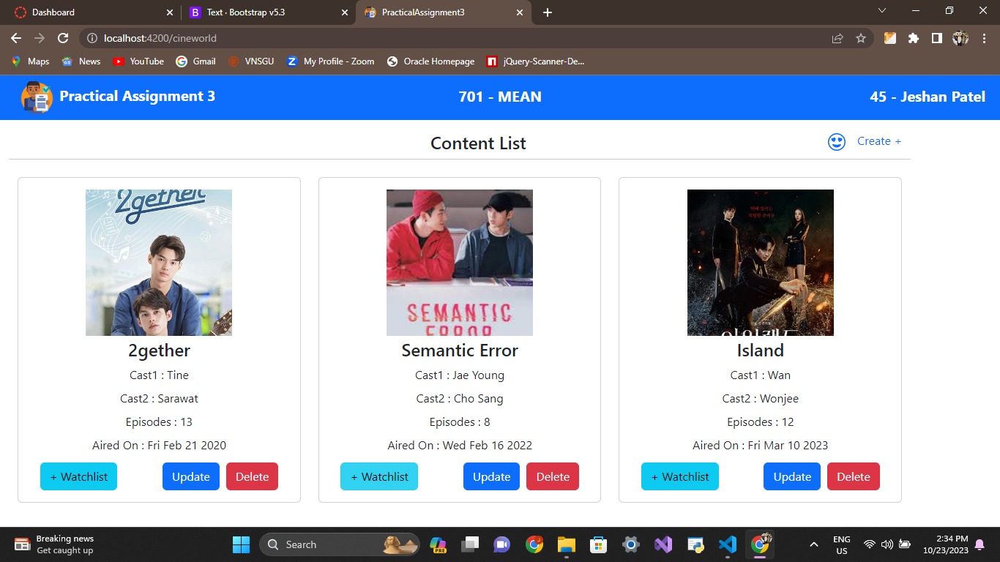 Dashboard
Text · Bootstrap v5.3
PracticalAssignment3
localhost:4200/cineworld
Maps
News
YouTube
Gmail
VNSGU
My Profile - Zoom
Oracle Homepage
jQuery-Scanner-De...
Practical Assignment 3
701 - MEAN
45 - Jeshan Patel
Content List
Create +
2gether
SEMANTIC
ERROR
2gether
Cast1 : Tine
Cast2 : Sarawat
Episodes : 13
Aired On : Fri Feb 21 2020
+ Watchlist
Update
Delete
Semantic Error
Cast1 : Jae Young
Cast2 : Cho Sang
Episodes : 8
Aired On : Wed Feb 16 2022
+ Watchlist
Update
Delete
Island
Cast1 : Wan
Cast2 : Wonjee
Episodes : 12
Aired On : Fri Mar 10 2023
+ Watchlist
Update
Delete
Breaking news
Get caught up
Search
PRE
ENG
US
2:34 PM
10/23/2023